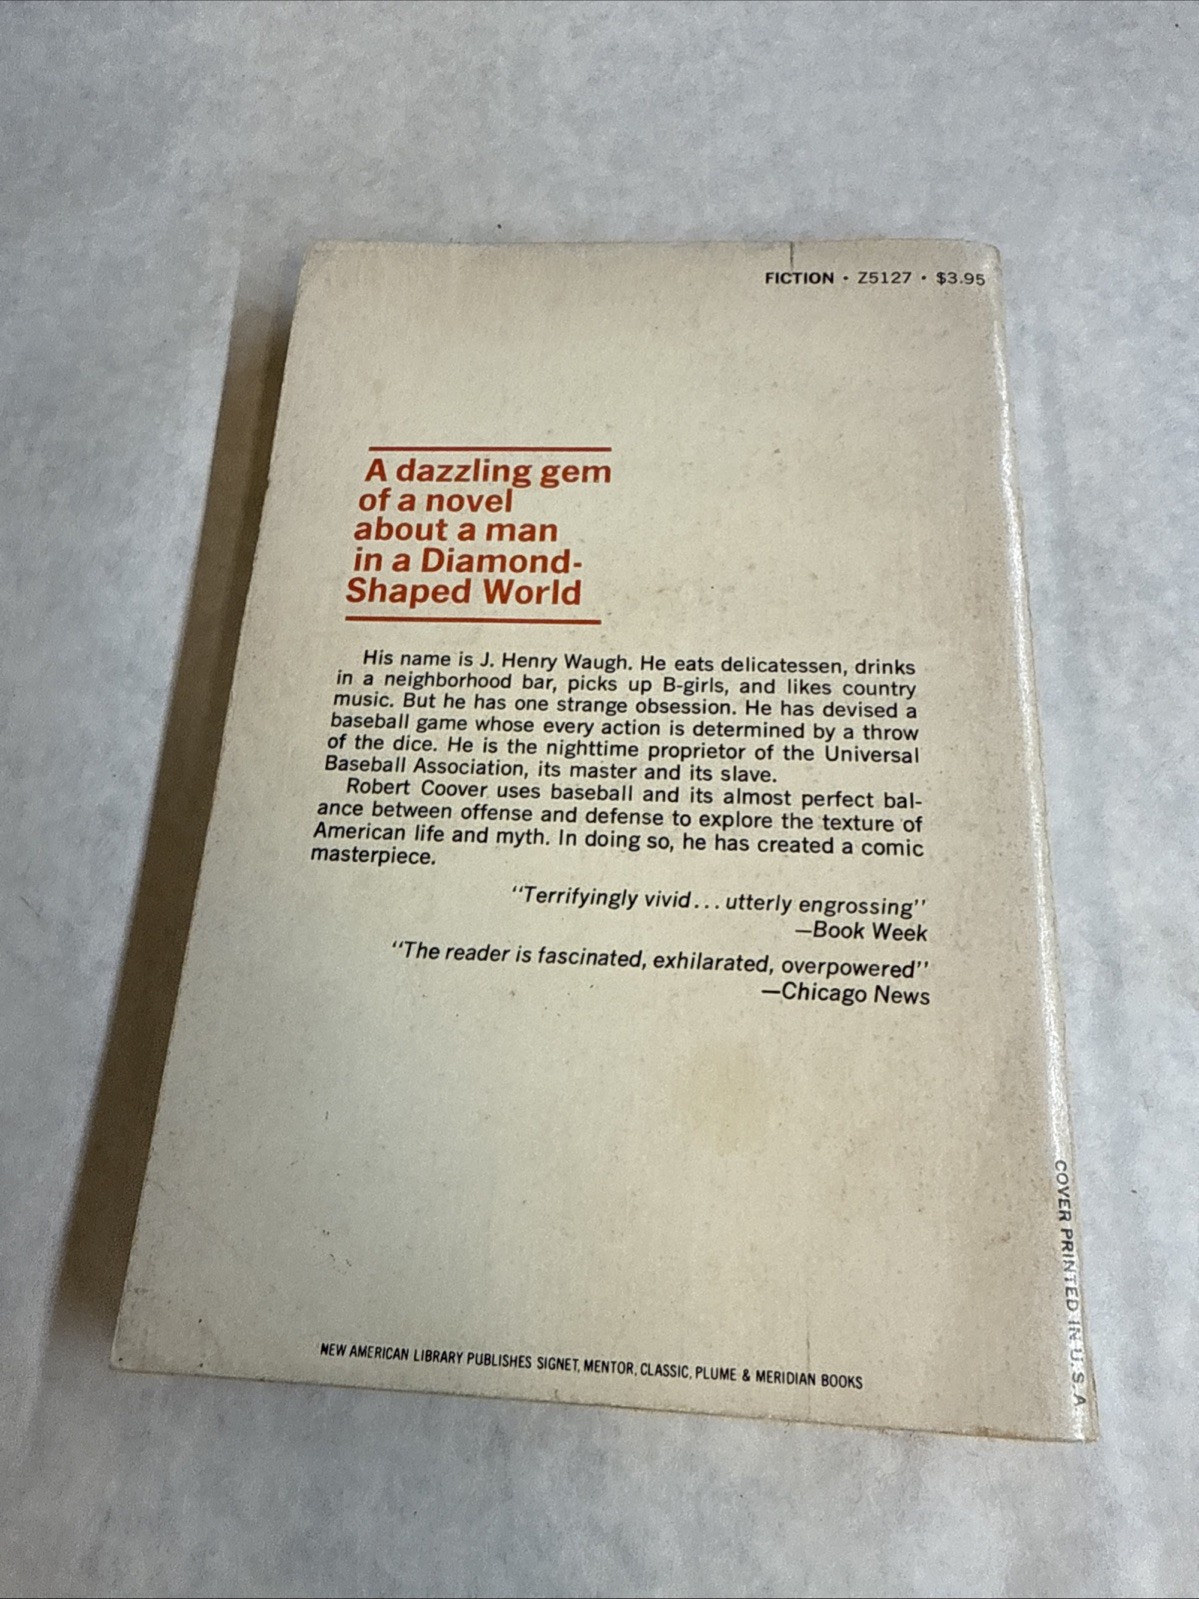 FICTION · Z5127 · $3.95
A dazzling gem
of a novel
about a man
in a Diamond-
Shaped World
His name is J. Henry Waugh. He eats delicatessen, drinks
in a neighborhood bar, picks up B-girls, and likes country
music. But he has one strange obsession. He has devised a
baseball game whose every action is determined by a throw
of the dice. He is the nighttime proprietor of the Universal
Baseball Association, its master and its slave.
Robert Coover uses baseball and its almost perfect bal-
ance between offense and defense to explore the texture of
American life and myth. In doing so, he has created a comic
masterpiece.
"Terrifyingly vivid...utterly engrossing"
—Book Week
"The reader is fascinated, exhilarated, overpowered"
—Chicago News
COVER PRINTED IN U.S.A.
NEW AMERICAN LIBRARY PUBLISHES SIGNET, MENTOR, CLASSIC, PLUME & MERIDIAN BOOKS